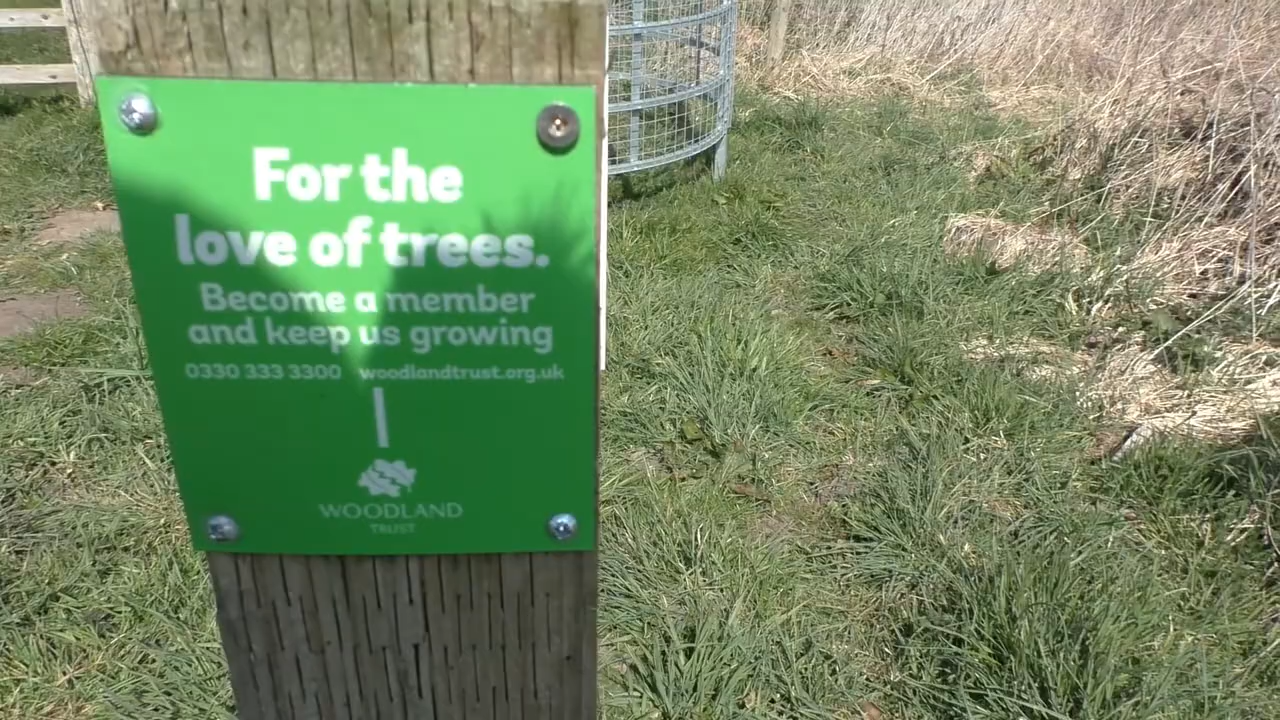 For the
love of trees.
Become a member
and keep us growing
0330 333 3300 woodlandtrust.org.uk
WOODLAND
TRUST